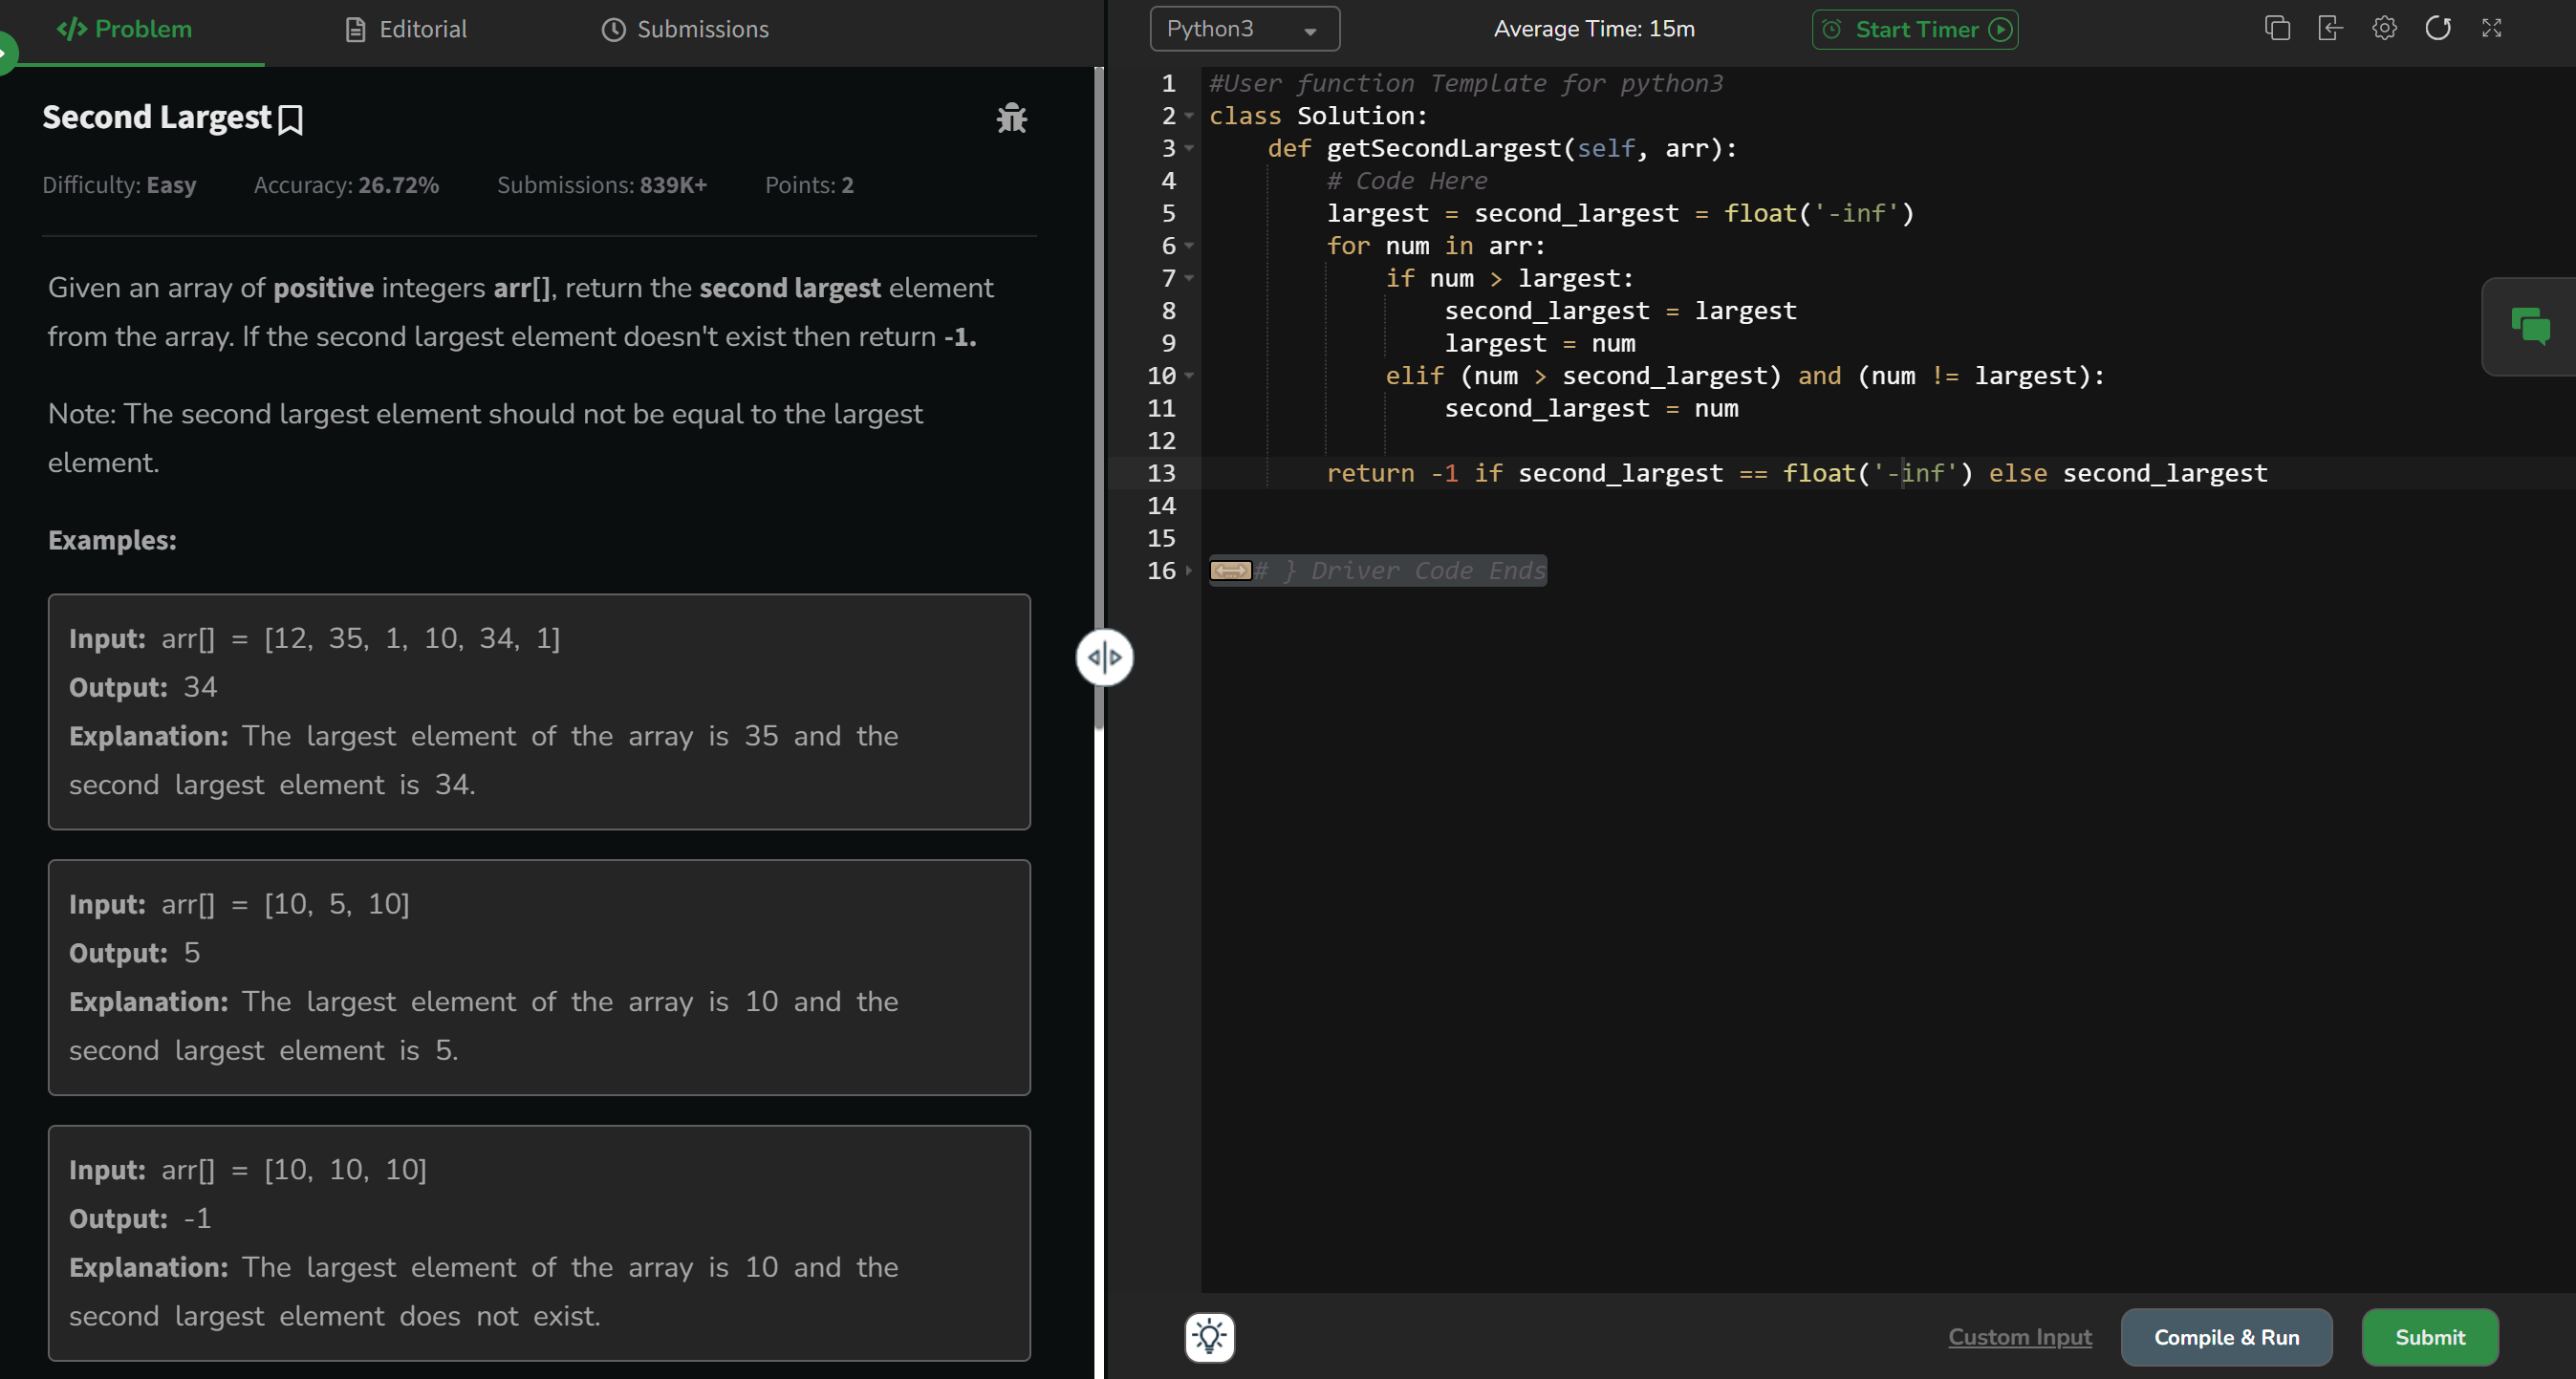 </> Problem
Editorial
Submissions
Second Largest
Difficulty: Easy Accuracy: 26.72% Submissions: 839K+ Points: 2
Given an array of positive integers arr[], return the second largest element
from the array. If the second largest element doesn't exist then return -1.
Note: The second largest element should not be equal to the largest
element.
Examples:
Input: arr[] = [12, 35, 1, 10, 34, 1]
Output: 34
Explanation: The largest element of the array is 35 and the
second largest element is 34.
Input: arr[] = [10, 5, 10]
Output: 5
Explanation: The largest element of the array is 10 and the
second largest element is 5.
Input: arr[] = [10, 10, 10]
Output: -1
Explanation: The largest element of the array is 10 and the
second largest element does not exist.
Python3
Average Time: 15m
Start Timer
1 #User function Template for python3
2 class Solution:
3     def getSecondLargest(self, arr):
4         # Code Here
5         largest = second_largest = float('-inf')
6         for num in arr:
7             if num > largest:
8                 second_largest = largest
9                 largest = num
10             elif (num > second_largest) and (num != largest):
11                 second_largest = num
12
13         return -1 if second_largest == float('-inf') else second_largest
14
15
16 # } Driver Code Ends
Custom Input
Compile & Run
Submit